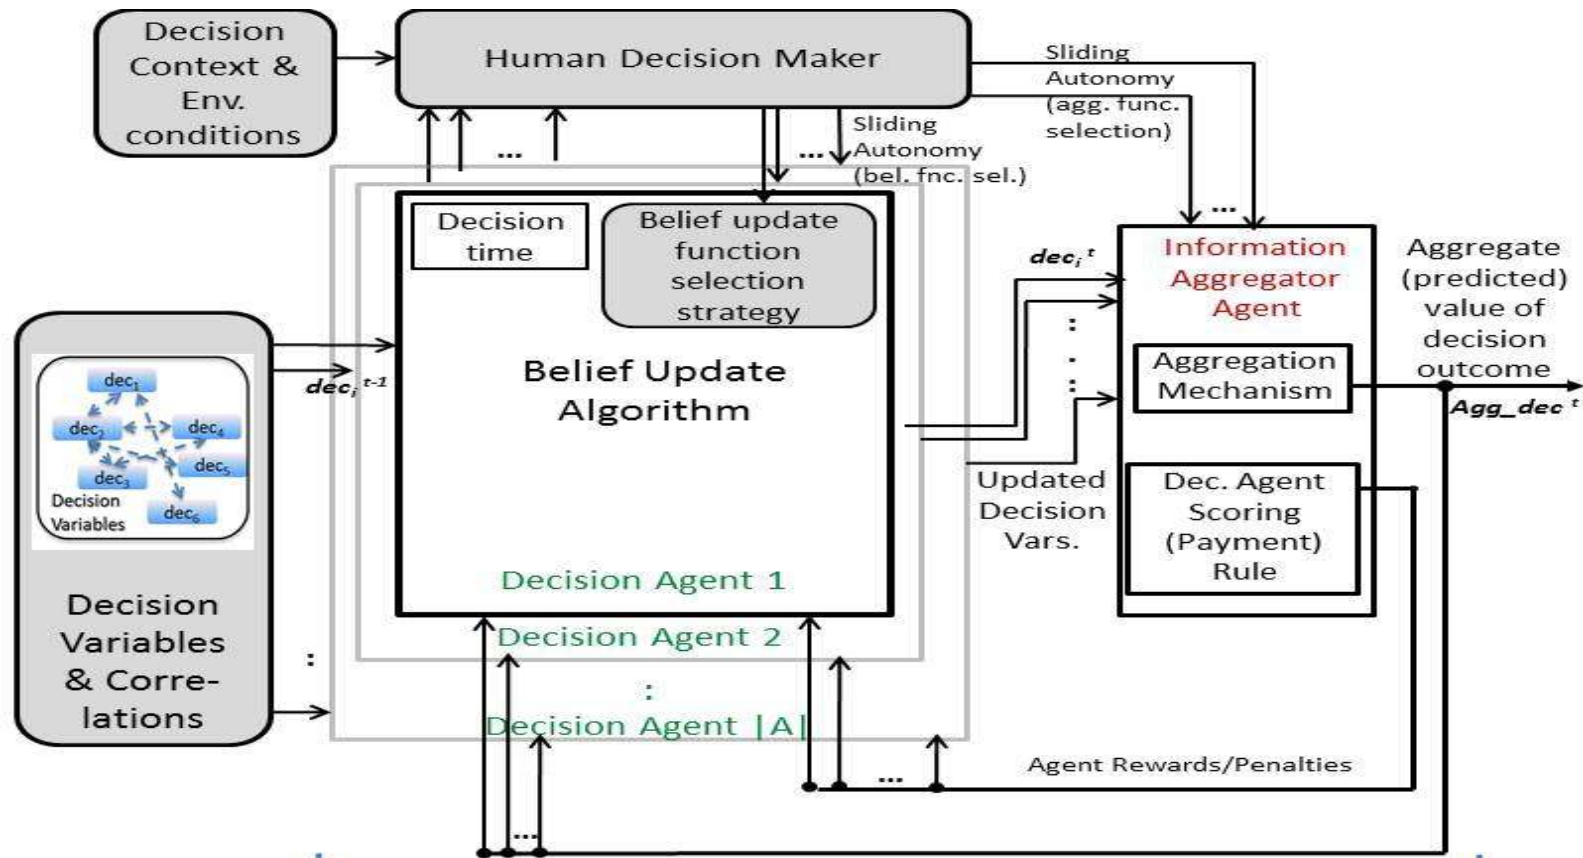 Decision
Context &
Env.
conditions
Human Decision Maker
Sliding
Autonomy
(agg. func.
selection)
...
...
Sliding
Autonomy
(bel. fnc. sel.)
...
Decision
time
Belief update
function
selection
strategy
Belief Update
Algorithm
Decision Agent 1
Decision Agent 2
:
Decision Agent |A|
dec₁
dec₂
dec₄
dec₅
dec₃
dec₆
Decision
Variables
Decision
Variables
& Corre-
lations
:
decᵢ ᵗ⁻¹
decᵢ ᵗ
:
.
:
Updated
Decision
Vars.
Information
Aggregator
Agent
Aggregation
Mechanism
Dec. Agent
Scoring
(Payment)
Rule
Aggregate
(predicted)
value of
decision
outcome
Agg_dec ᵗ
Agent Rewards/Penalties
...
...